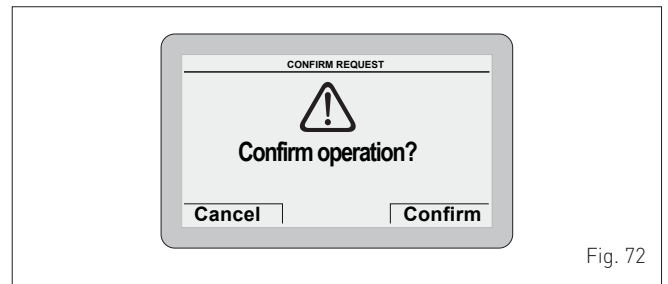 CONFIRM REQUEST
Confirm operation?
Cancel Confirm
Fig. 72